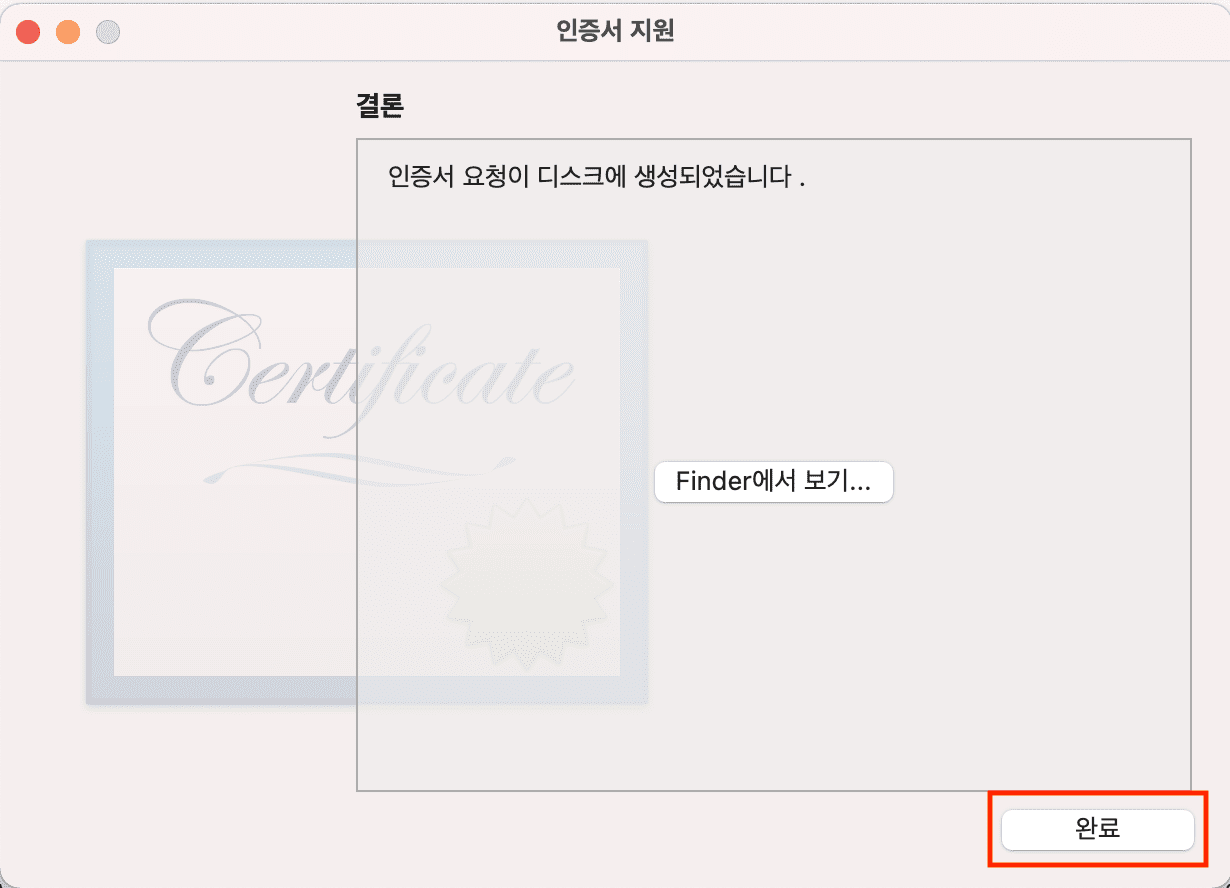 인증서 지원
결론
인증서 요청이 디스크에 생성되었습니다 .
Certificate
Finder에서 보기...
완료